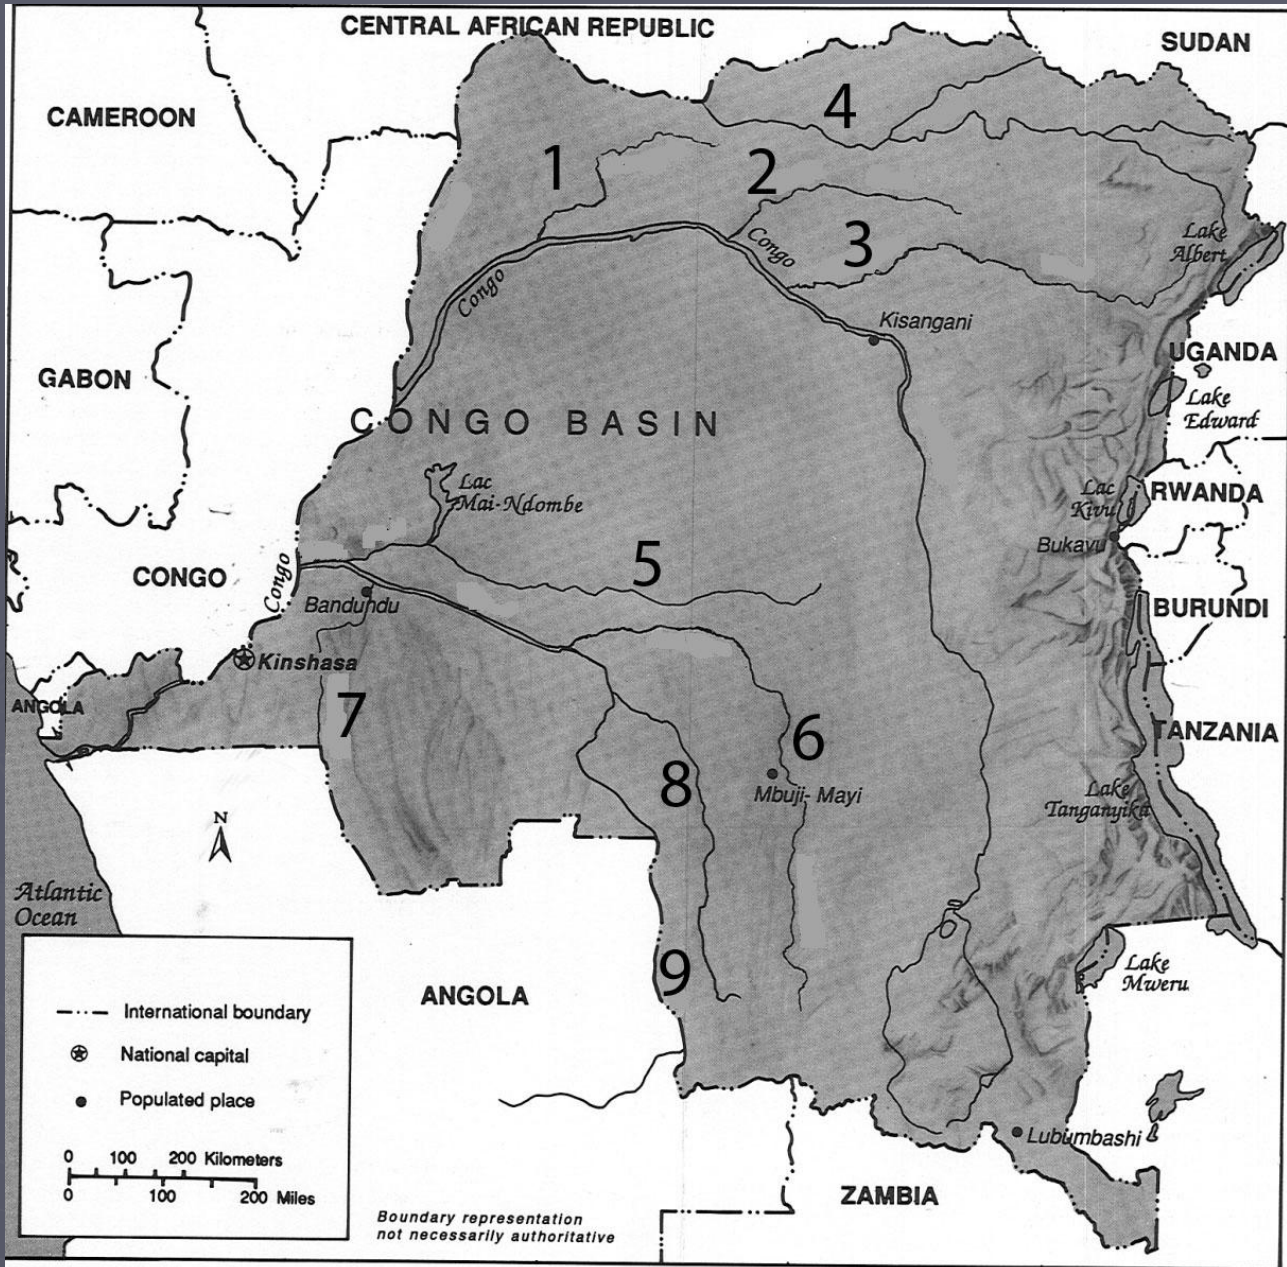 CENTRAL AFRICAN REPUBLIC
SUDAN
CAMEROON
4
1
2
3
Congo
Lake
Albert
Congo
Kisangani
UGANDA
GABON
Lake
Edward
CONGO BASIN
Lac
Mai-Ndombe
Lac
Kivu
RWANDA
Bukavu
5
CONGO
Congo
Bandundu
BURUNDI
Kinshasa
ANGOLA
7
6
TANZANIA
8
Mbuji-Mayi
Lake
Tanganyika
N
Atlantic
Ocean
9
ANGOLA
Lake
Mweru
International boundary
National capital
Populated place
0 100 200 Kilometers
0 100 200 Miles
Lubumbashi
ZAMBIA
Boundary representation
not necessarily authoritative